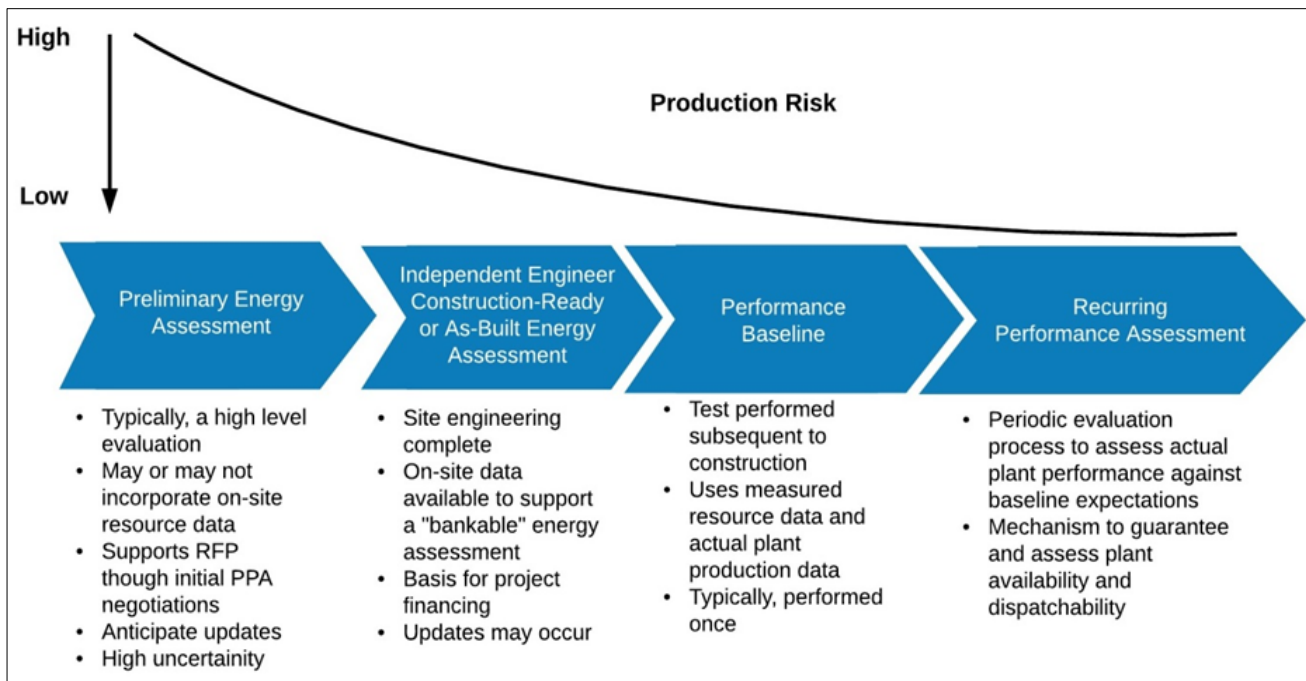 High
Production Risk
Low
Preliminary Energy
Assessment
Independent Engineer
Construction-Ready
or As-Built Energy
Assessment
Performance
Baseline
Recurring
Performance Assessment
• Typically, a high level
evaluation
• May or may not
incorporate on-site
resource data
• Supports RFP
though initial PPA
negotiations
• Anticipate updates
• High uncertainity
• Site engineering
complete
• On-site data
available to support
a "bankable" energy
assessment
• Basis for project
financing
• Updates may occur
• Test performed
subsequent to
construction
• Uses measured
resource data and
actual plant
production data
• Typically, performed
once
• Periodic evaluation
process to assess actual
plant performance against
baseline expectations
• Mechanism to guarantee
and assess plant
availability and
dispatchability